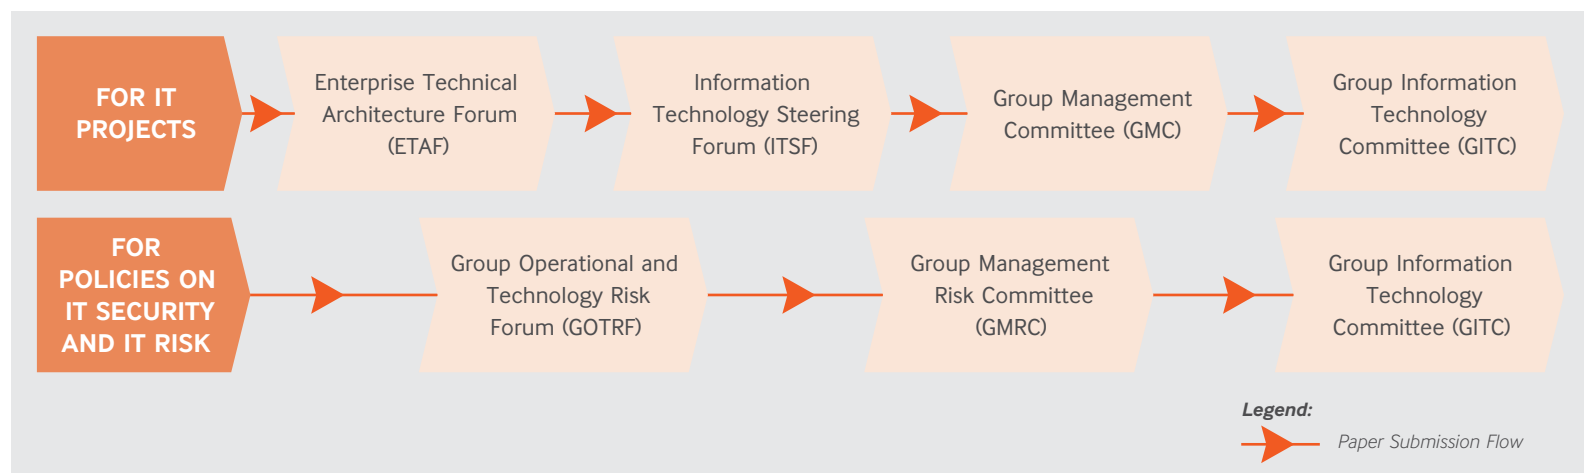 FOR IT
PROJECTS
Enterprise Technical
Architecture Forum
(ETAF)
Information
Technology Steering
Forum (ITSF)
Group Management
Committee (GMC)
Group Information
Technology
Committee (GITC)
FOR
POLICIES ON
IT SECURITY
AND IT RISK
Group Operational and
Technology Risk
Forum (GOTRF)
Group Management
Risk Committee
(GMRC)
Group Information
Technology
Committee (GITC)
Legend:
Paper Submission Flow